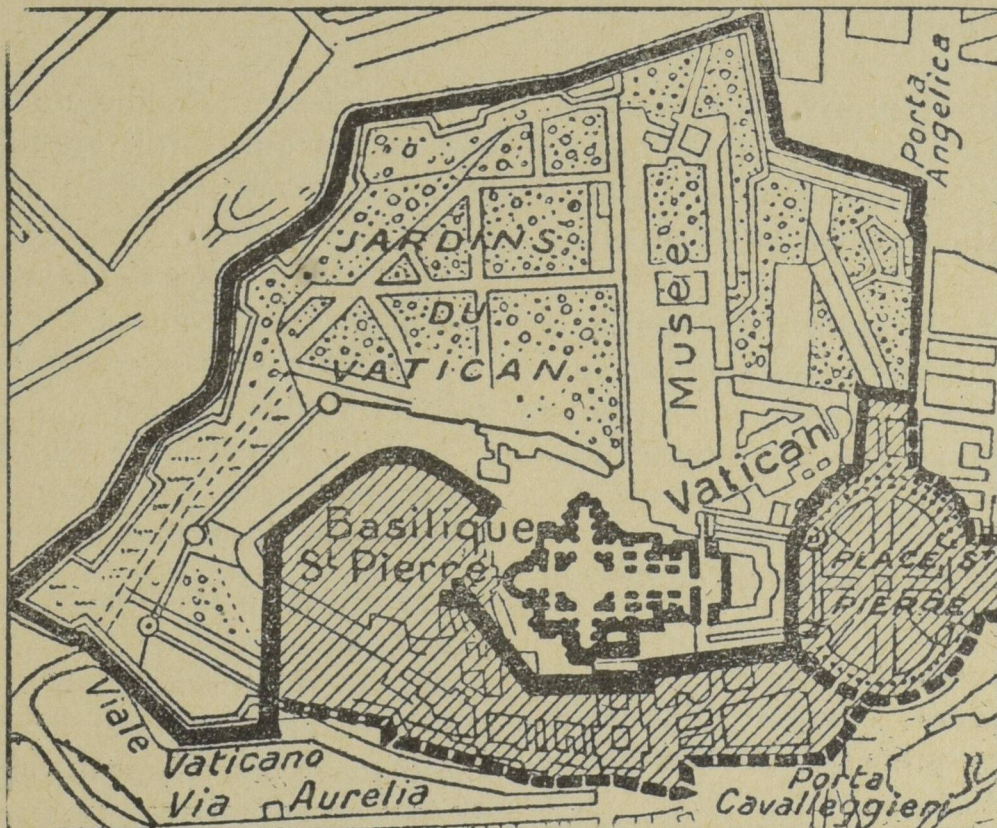 Porta
Angelica
JARDINS
DU
VATICAN
Musée
Vatican
Basilique
St Pierre
PLACE ST
PIERRE
Viale
Vaticano
Via Aurelia
Porta
Cavalleggieri